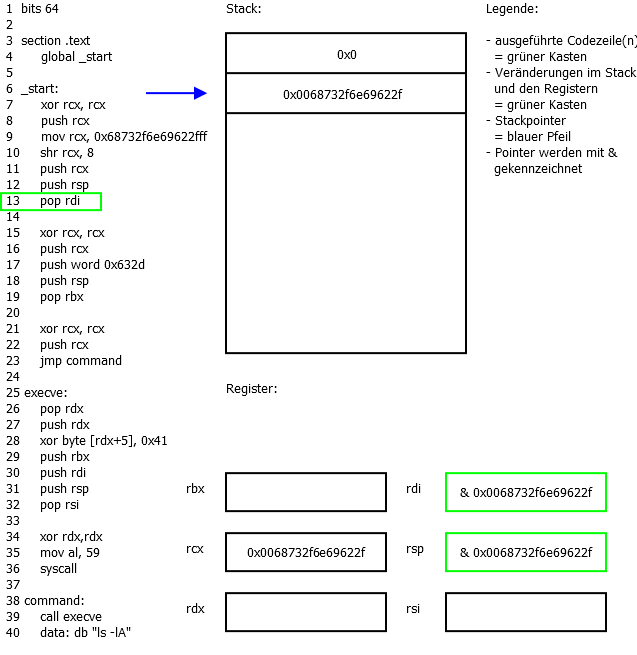 1 bits 64
2
3 section .text
4 global _start
5
6 _start:
7 xor rcx, rcx
8 push rcx
9 mov rcx, 0x68732f6e69622fff
10 shr rcx, 8
11 push rcx
12 push rsp
13 pop rdi
14
15 xor rcx, rcx
16 push rcx
17 push word 0x632d
18 push rsp
19 pop rbx
20
21 xor rcx, rcx
22 push rcx
23 jmp command
24
25 execve:
26 pop rdx
27 push rdx
28 xor byte [rdx+5], 0x41
29 push rbx
30 push rdi
31 push rsp
32 pop rsi
33
34 xor rdx,rdx
35 mov al, 59
36 syscall
37
38 command:
39 call execve
40 data: db "ls -lA"
Stack:
0x0
0x0068732f6e69622f
Legende:
- ausgeführte Codezeile(n)
= grüner Kasten
- Veränderungen im Stack
und den Registern
= grüner Kasten
- Stackpointer
= blauer Pfeil
- Pointer werden mit &
gekennzeichnet
Register:
rbx
rdi & 0x0068732f6e69622f
rcx 0x0068732f6e69622f
rsp & 0x0068732f6e69622f
rdx
rsi